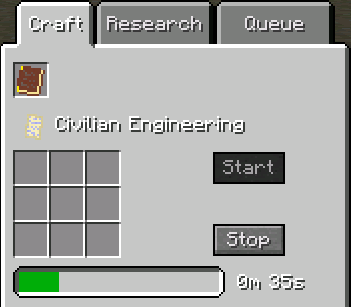 Craft Research Queue
Civilian Engineering
Start
Stop
0m 35s